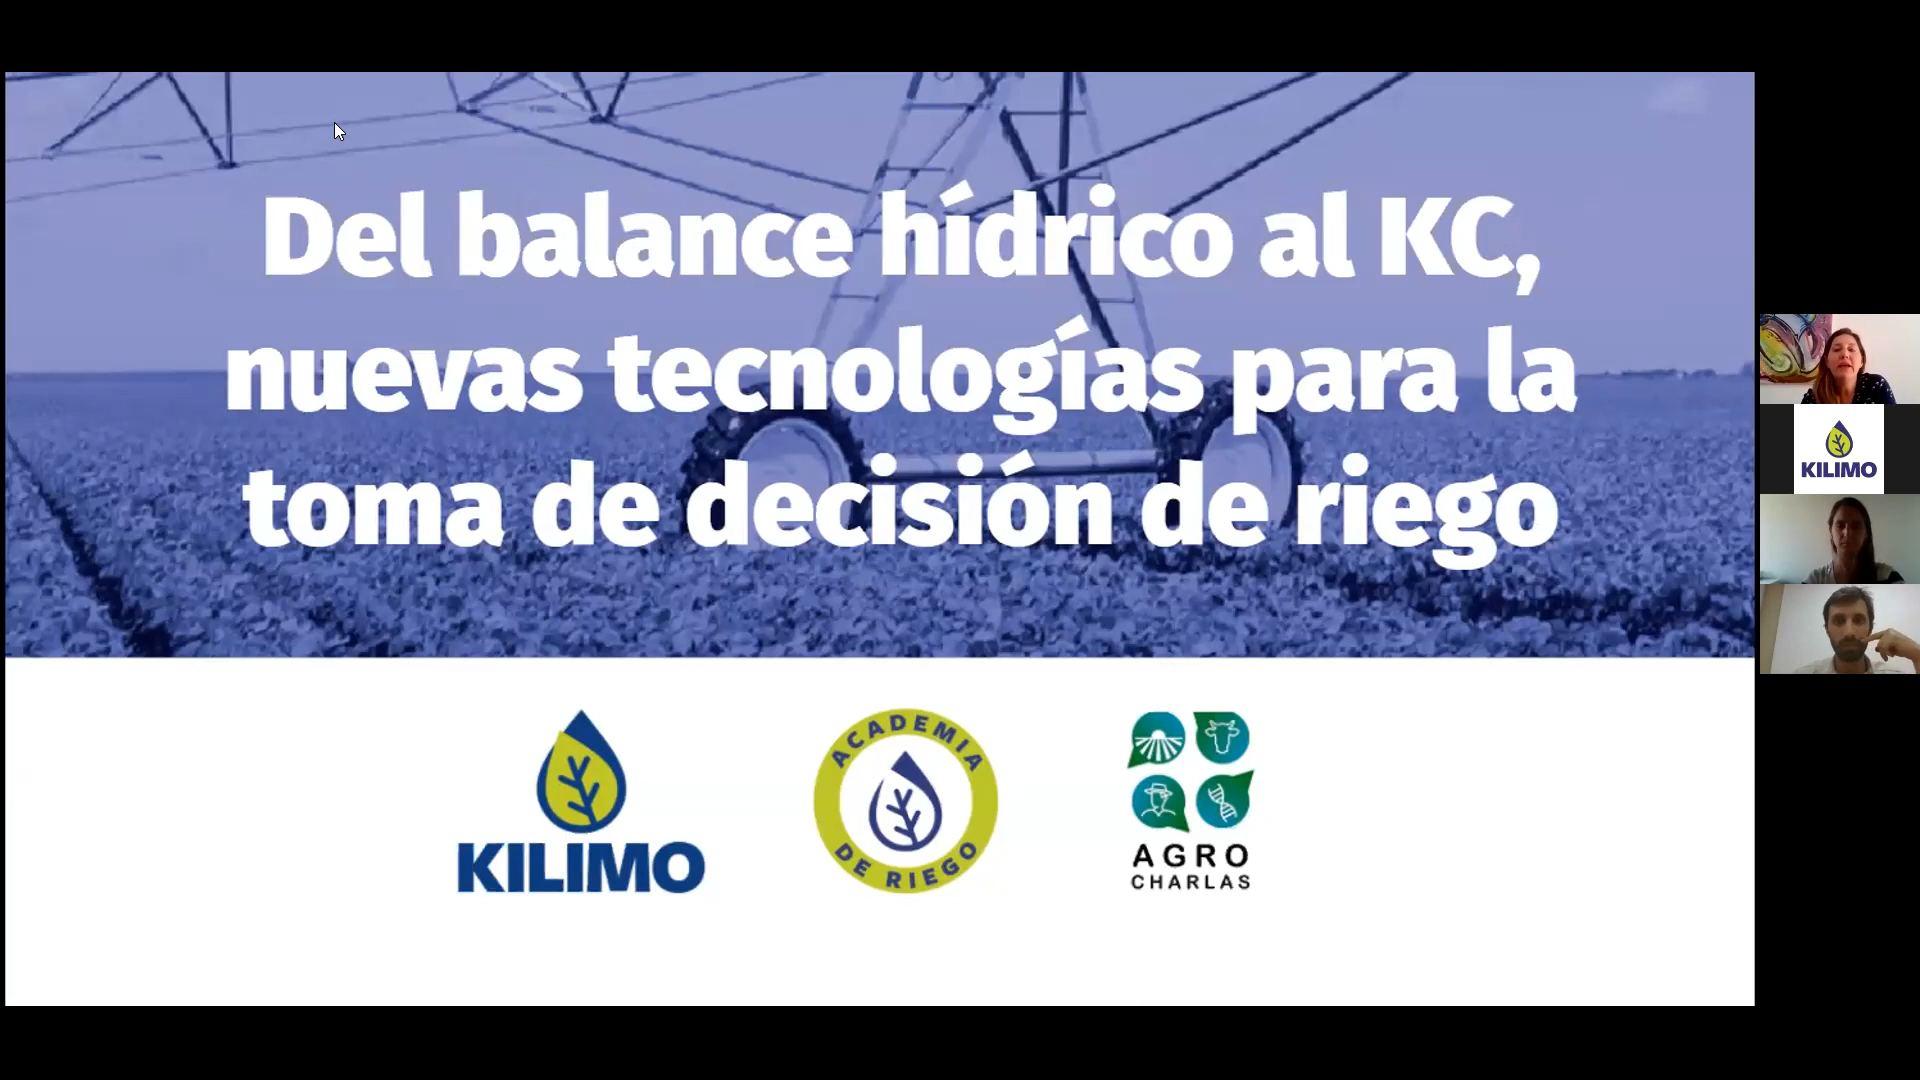 Del balance hídrico al KC,
nuevas tecnologías para la
toma de decisión de riego
KILIMO
ACADEMIA
DE RIEGO
AGRO
CHARLAS
KILIMO